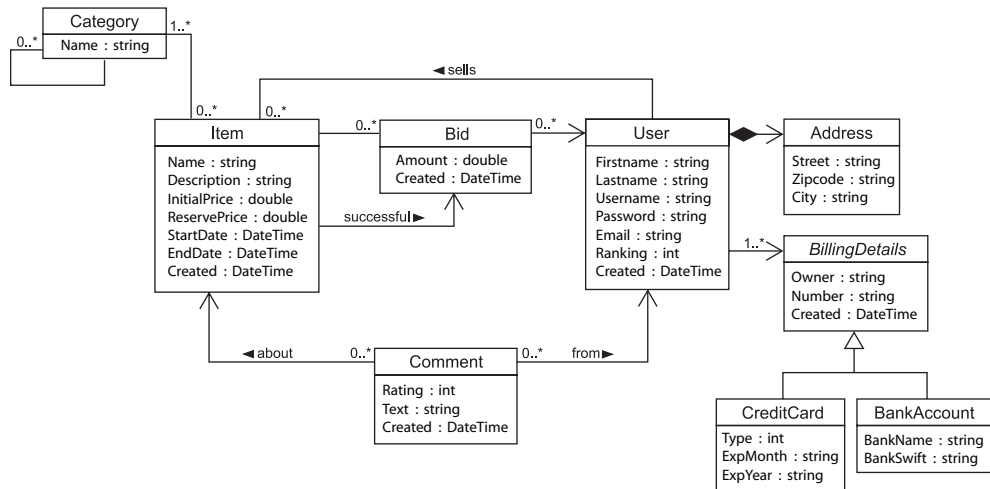 Category
Name : string
0..*
1..*
◄ sells
0..*
0..*
Item
Name : string
Description : string
InitialPrice : double
ReservePrice : double
StartDate : DateTime
EndDate : DateTime
Created : DateTime
0..*
Bid
Amount : double
Created : DateTime
0..*
successful ►
User
Firstname : string
Lastname : string
Username : string
Password : string
Email : string
Ranking : int
Created : DateTime
Address
Street : string
Zipcode : string
City : string
1..*
BillingDetails
Owner : string
Number : string
Created : DateTime
◄ about
0..*
Comment
Rating : int
Text : string
Created : DateTime
0..*
from ►
CreditCard
Type : int
ExpMonth : string
ExpYear : string
BankAccount
BankName : string
BankSwift : string